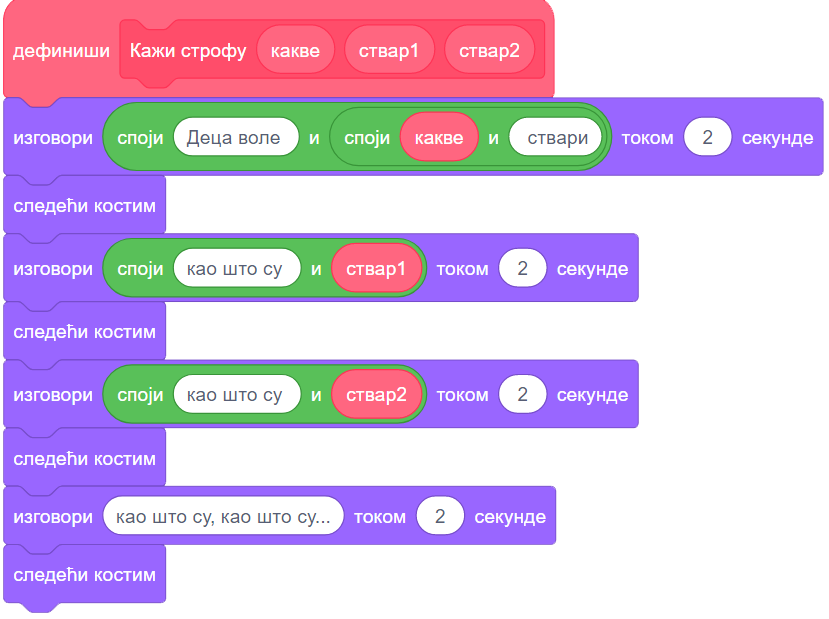 дефиниши Кажи строфу какве ствар1 ствар2
изговори споји Деца воле и споји какве и ствари током 2 секунде
следећи костим
изговори споји као што су и ствар1 током 2 секунде
следећи костим
изговори споји као што су и ствар2 током 2 секунде
следећи костим
изговори као што су, као што су... током 2 секунде
следећи костим